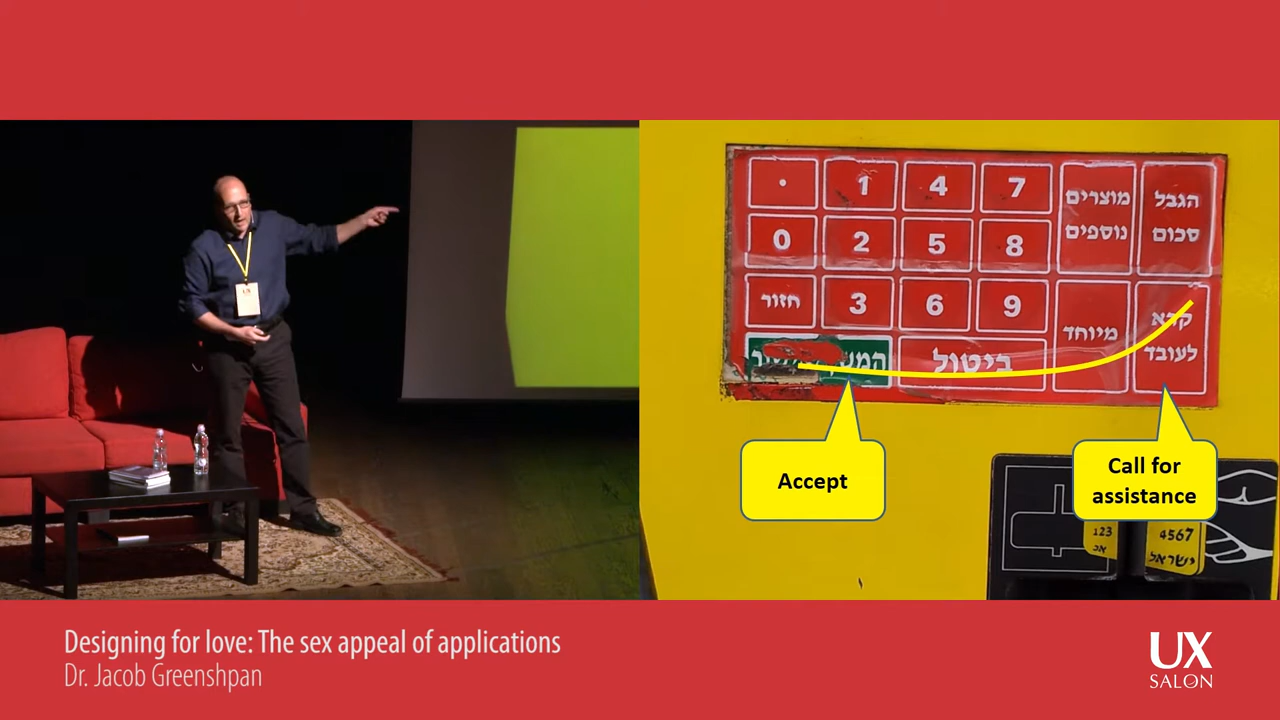 UX
1 4 7
מוצרים
נוספים
הגבל
סכום
0 2 5 8
חזור
3 6 9
מיוחד
קרא
לעובד
ביטול
Accept
Call for
assistance
123
אב
4567
ישראל
Designing for love: The sex appeal of applications
Dr. Jacob Greenshpan
UX
SALON